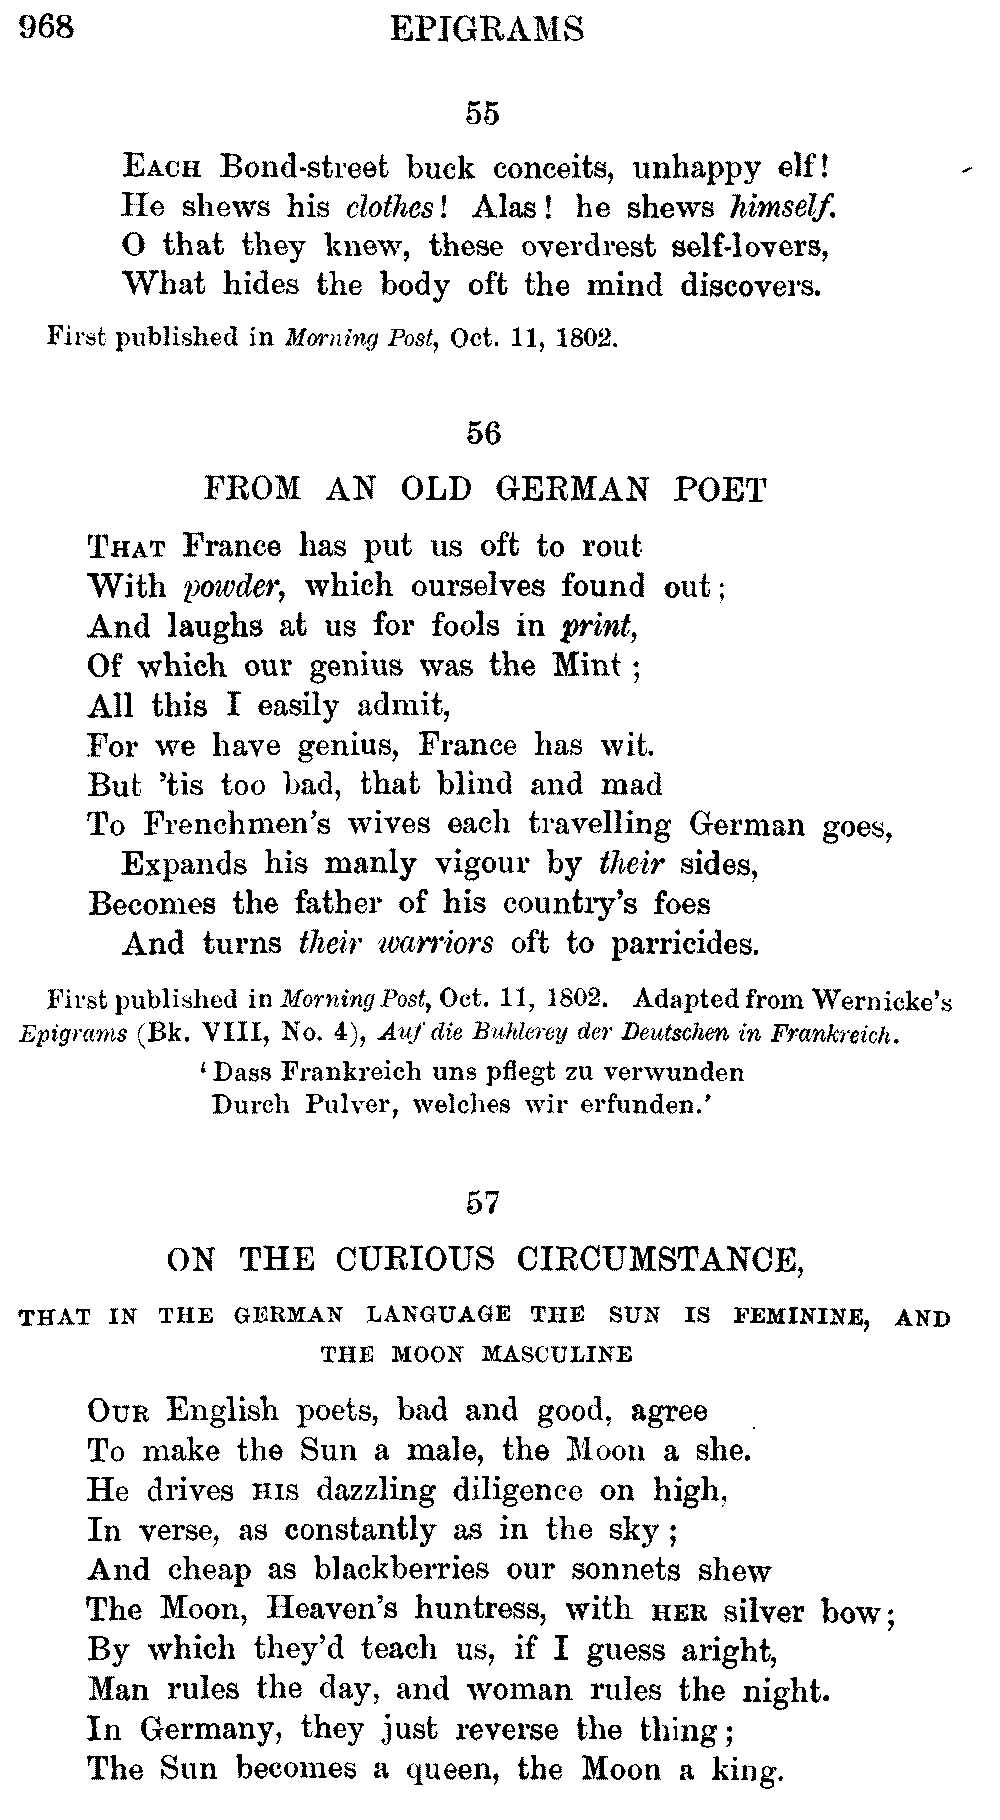 968 EPIGRAMS
55
EACH Bond-street buck conceits, unhappy elf!
He shews his clothes! Alas! he shews himself.
O that they knew, these overdrest self-lovers,
What hides the body oft the mind discovers.
First published in Morning Post, Oct. 11, 1802.
56
FROM AN OLD GERMAN POET
THAT France has put us oft to rout
With powder, which ourselves found out;
And laughs at us for fools in print,
Of which our genius was the Mint;
All this I easily admit,
For we have genius, France has wit.
But 'tis too bad, that blind and mad
To Frenchmen's wives each travelling German goes,
Expands his manly vigour by their sides,
Becomes the father of his country's foes
And turns their warriors oft to parricides.
First published in Morning Post, Oct. 11, 1802. Adapted from Wernicke's
Epigrams (Bk. VIII, No. 4), Auf die Buhlerey der Deutschen in Frankreich.
'Dass Frankreich uns pflegt zu verwunden
Durch Pulver, welches wir erfunden.'
57
ON THE CURIOUS CIRCUMSTANCE,
THAT IN THE GERMAN LANGUAGE THE SUN IS FEMININE, AND
THE MOON MASCULINE
OUR English poets, bad and good, agree
To make the Sun a male, the Moon a she.
He drives HIS dazzling diligence on high,
In verse, as constantly as in the sky;
And cheap as blackberries our sonnets shew
The Moon, Heaven's huntress, with HER silver bow;
By which they'd teach us, if I guess aright,
Man rules the day, and woman rules the night.
In Germany, they just reverse the thing;
The Sun becomes a queen, the Moon a king.